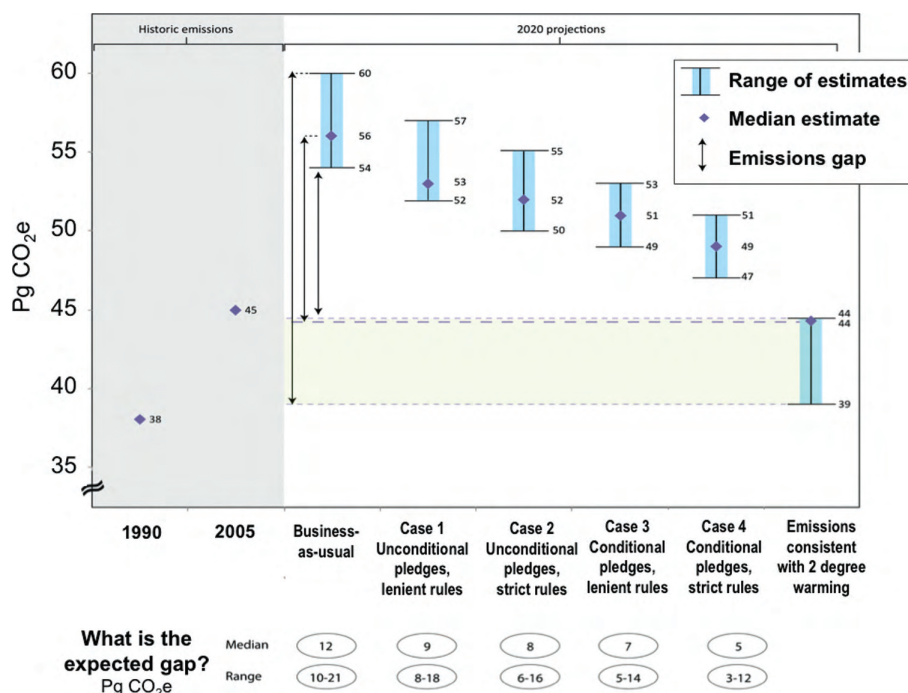 Historic emissions
2020 projections
Pg CO2e
60
55
50
45
40
35
Range of estimates
Median estimate
Emissions gap
38
45
60
56
54
57
53
52
55
52
50
53
51
49
51
49
47
44
44
39
1990
2005
Business-
as-usual
Case 1
Unconditional
pledges,
lenient rules
Case 2
Unconditional
pledges,
strict rules
Case 3
Conditional
pledges,
lenient rules
Case 4
Conditional
pledges,
strict rules
Emissions
consistent
with 2 degree
warming
What is the
expected gap?
Pg CO2e
Median 12 9 8 7 5
Range 10-21 8-18 6-16 5-14 3-12